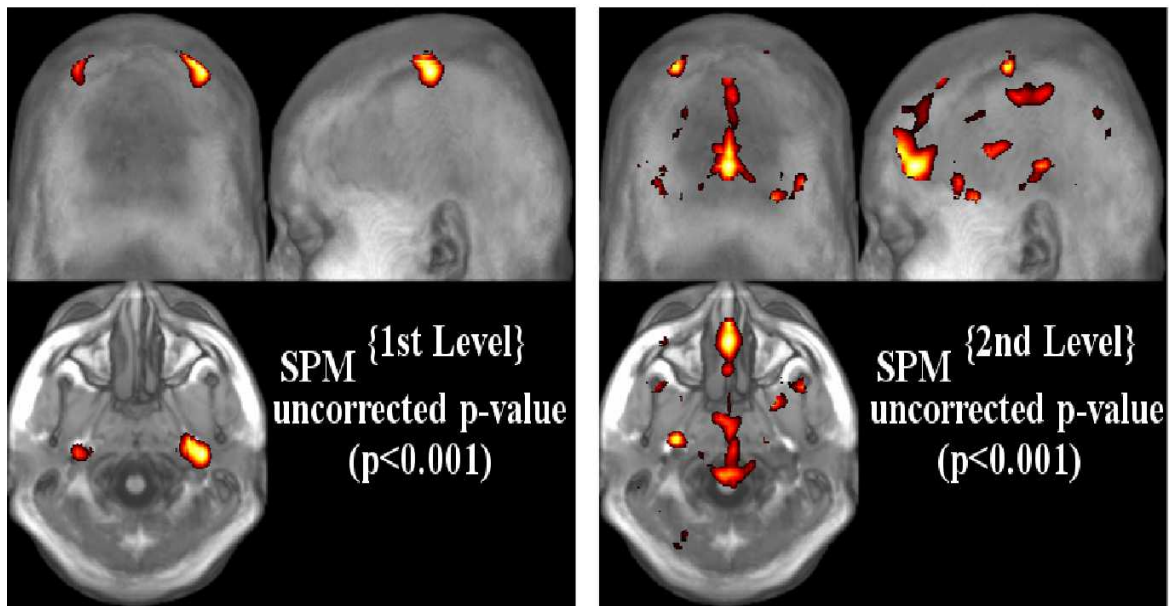 SPM {1st Level}
uncorrected p-value
(p<0.001)
SPM {2nd Level}
uncorrected p-value
(p<0.001)